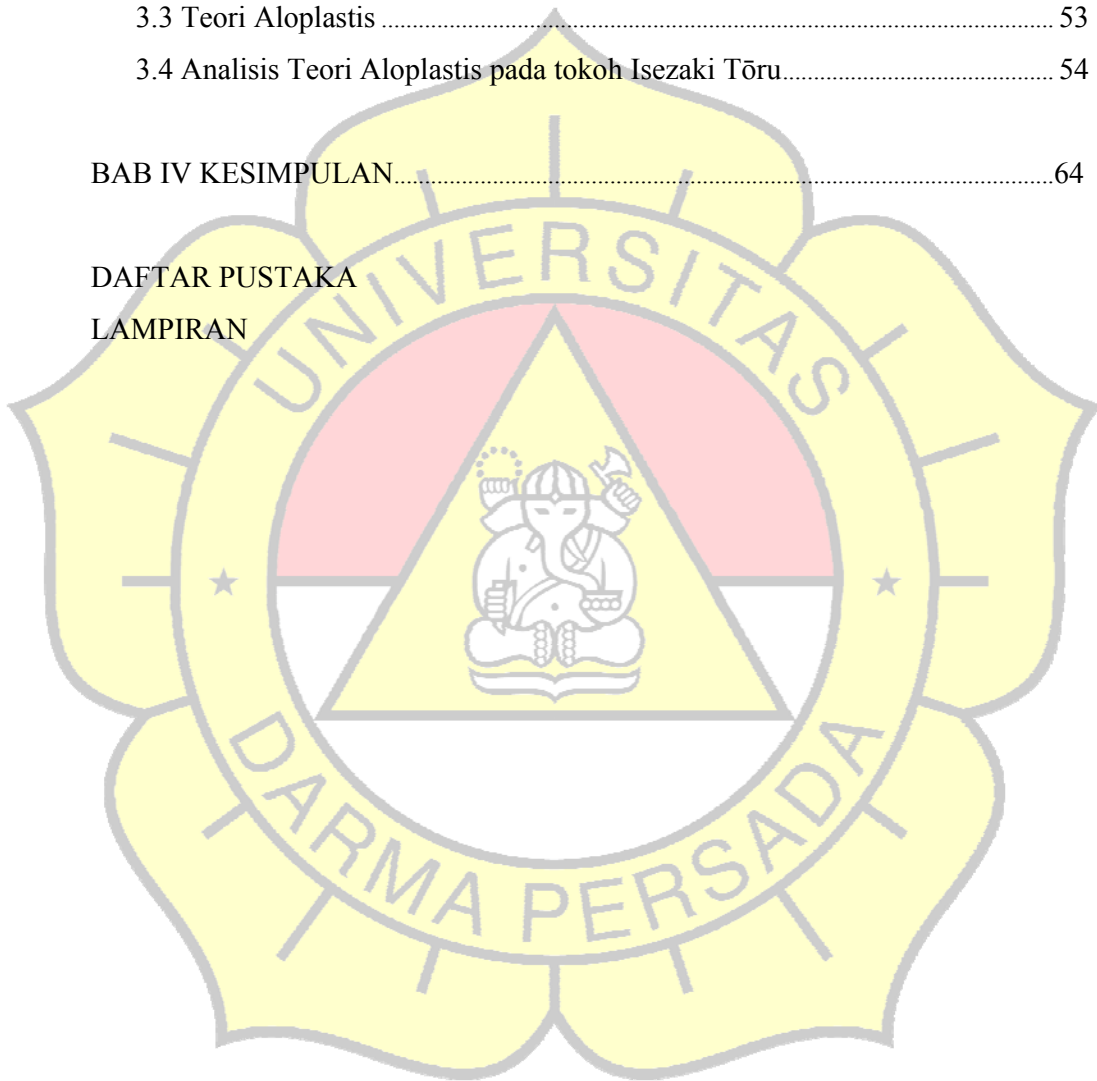 3.3 Teori Aloplastis ........................................................................................ 53
3.4 Analisis Teori Aloplastis pada tokoh Isezaki Tōru................................... 54
BAB IV KESIMPULAN.......................................................................................64
DAFTAR PUSTAKA
LAMPIRAN
UNIVERSITAS
DARMA PERSADA